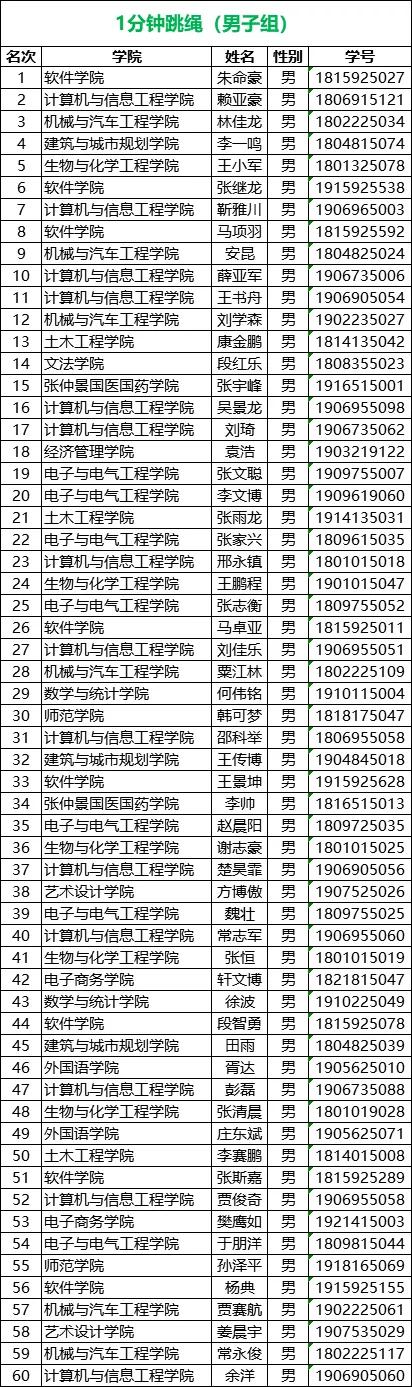 1分钟跳绳（男子组）
名次 学院 姓名 性别 学号
1 软件学院 朱命豪 男 1815925027
2 计算机与信息工程学院 赖亚豪 男 1806915121
3 机械与汽车工程学院 林佳龙 男 1802225034
4 建筑与城市规划学院 李一鸣 男 1804815074
5 生物与化学工程学院 王小军 男 1801325078
6 软件学院 张继龙 男 1915925538
7 计算机与信息工程学院 靳雅川 男 1906965003
8 软件学院 马项羽 男 1815925592
9 机械与汽车工程学院 安昆 男 1804825024
10 计算机与信息工程学院 薛亚军 男 1906735006
11 计算机与信息工程学院 王书舟 男 1906905054
12 机械与汽车工程学院 刘学森 男 1902235027
13 土木工程学院 康金鹏 男 1814135042
14 文法学院 段红乐 男 1808355023
15 张仲景国医国药学院 张宇峰 男 1916515001
16 计算机与信息工程学院 吴景龙 男 1906955098
17 计算机与信息工程学院 刘琦 男 1906735062
18 经济管理学院 袁浩 男 1903219122
19 电子与电气工程学院 张文聪 男 1909755007
20 电子与电气工程学院 李文博 男 1909619060
21 土木工程学院 张雨龙 男 1914135031
22 电子与电气工程学院 张家兴 男 1809615035
23 计算机与信息工程学院 邢永镇 男 1801015018
24 生物与化学工程学院 王鹏程 男 1901015047
25 电子与电气工程学院 张志衡 男 1809755052
26 软件学院 马卓亚 男 1815925011
27 计算机与信息工程学院 刘佳乐 男 1906955051
28 机械与汽车工程学院 粟江林 男 1802225109
29 数学与统计学院 何伟铭 男 1910115004
30 师范学院 韩可梦 男 1818175047
31 计算机与信息工程学院 邵科举 男 1806955058
32 建筑与城市规划学院 王传博 男 1904845018
33 软件学院 王景坤 男 1915925628
34 张仲景国医国药学院 李帅 男 1816515013
35 电子与电气工程学院 赵晨阳 男 1809725035
36 生物与化学工程学院 谢志豪 男 1801015025
37 计算机与信息工程学院 楚昊霏 男 1906905056
38 艺术设计学院 方博傲 男 1907525026
39 电子与电气工程学院 魏壮 男 1809755025
40 计算机与信息工程学院 常志军 男 1906955060
41 生物与化学工程学院 张恒 男 1801015019
42 电子商务学院 轩文博 男 1821815047
43 数学与统计学院 徐波 男 1910225049
44 软件学院 段智勇 男 1815925078
45 建筑与城市规划学院 田雨 男 1804825039
46 外国语学院 胥达 男 1905625010
47 计算机与信息工程学院 彭磊 男 1906735088
48 生物与化学工程学院 张清晨 男 1801019028
49 外国语学院 庄东斌 男 1905625071
50 土木工程学院 李赛鹏 男 1814015008
51 软件学院 张斯嘉 男 1815925289
52 计算机与信息工程学院 贾俊奇 男 1906955058
53 电子商务学院 樊鹰如 男 1921415003
54 电子与电气工程学院 于朋洋 男 1809815044
55 师范学院 孙泽平 男 1918165069
56 软件学院 杨典 男 1915925155
57 机械与汽车工程学院 贾赛航 男 1902225061
58 艺术设计学院 姜晨宇 男 1907535029
59 机械与汽车工程学院 常永俊 男 1802225117
60 计算机与信息工程学院 余洋 男 1906905060